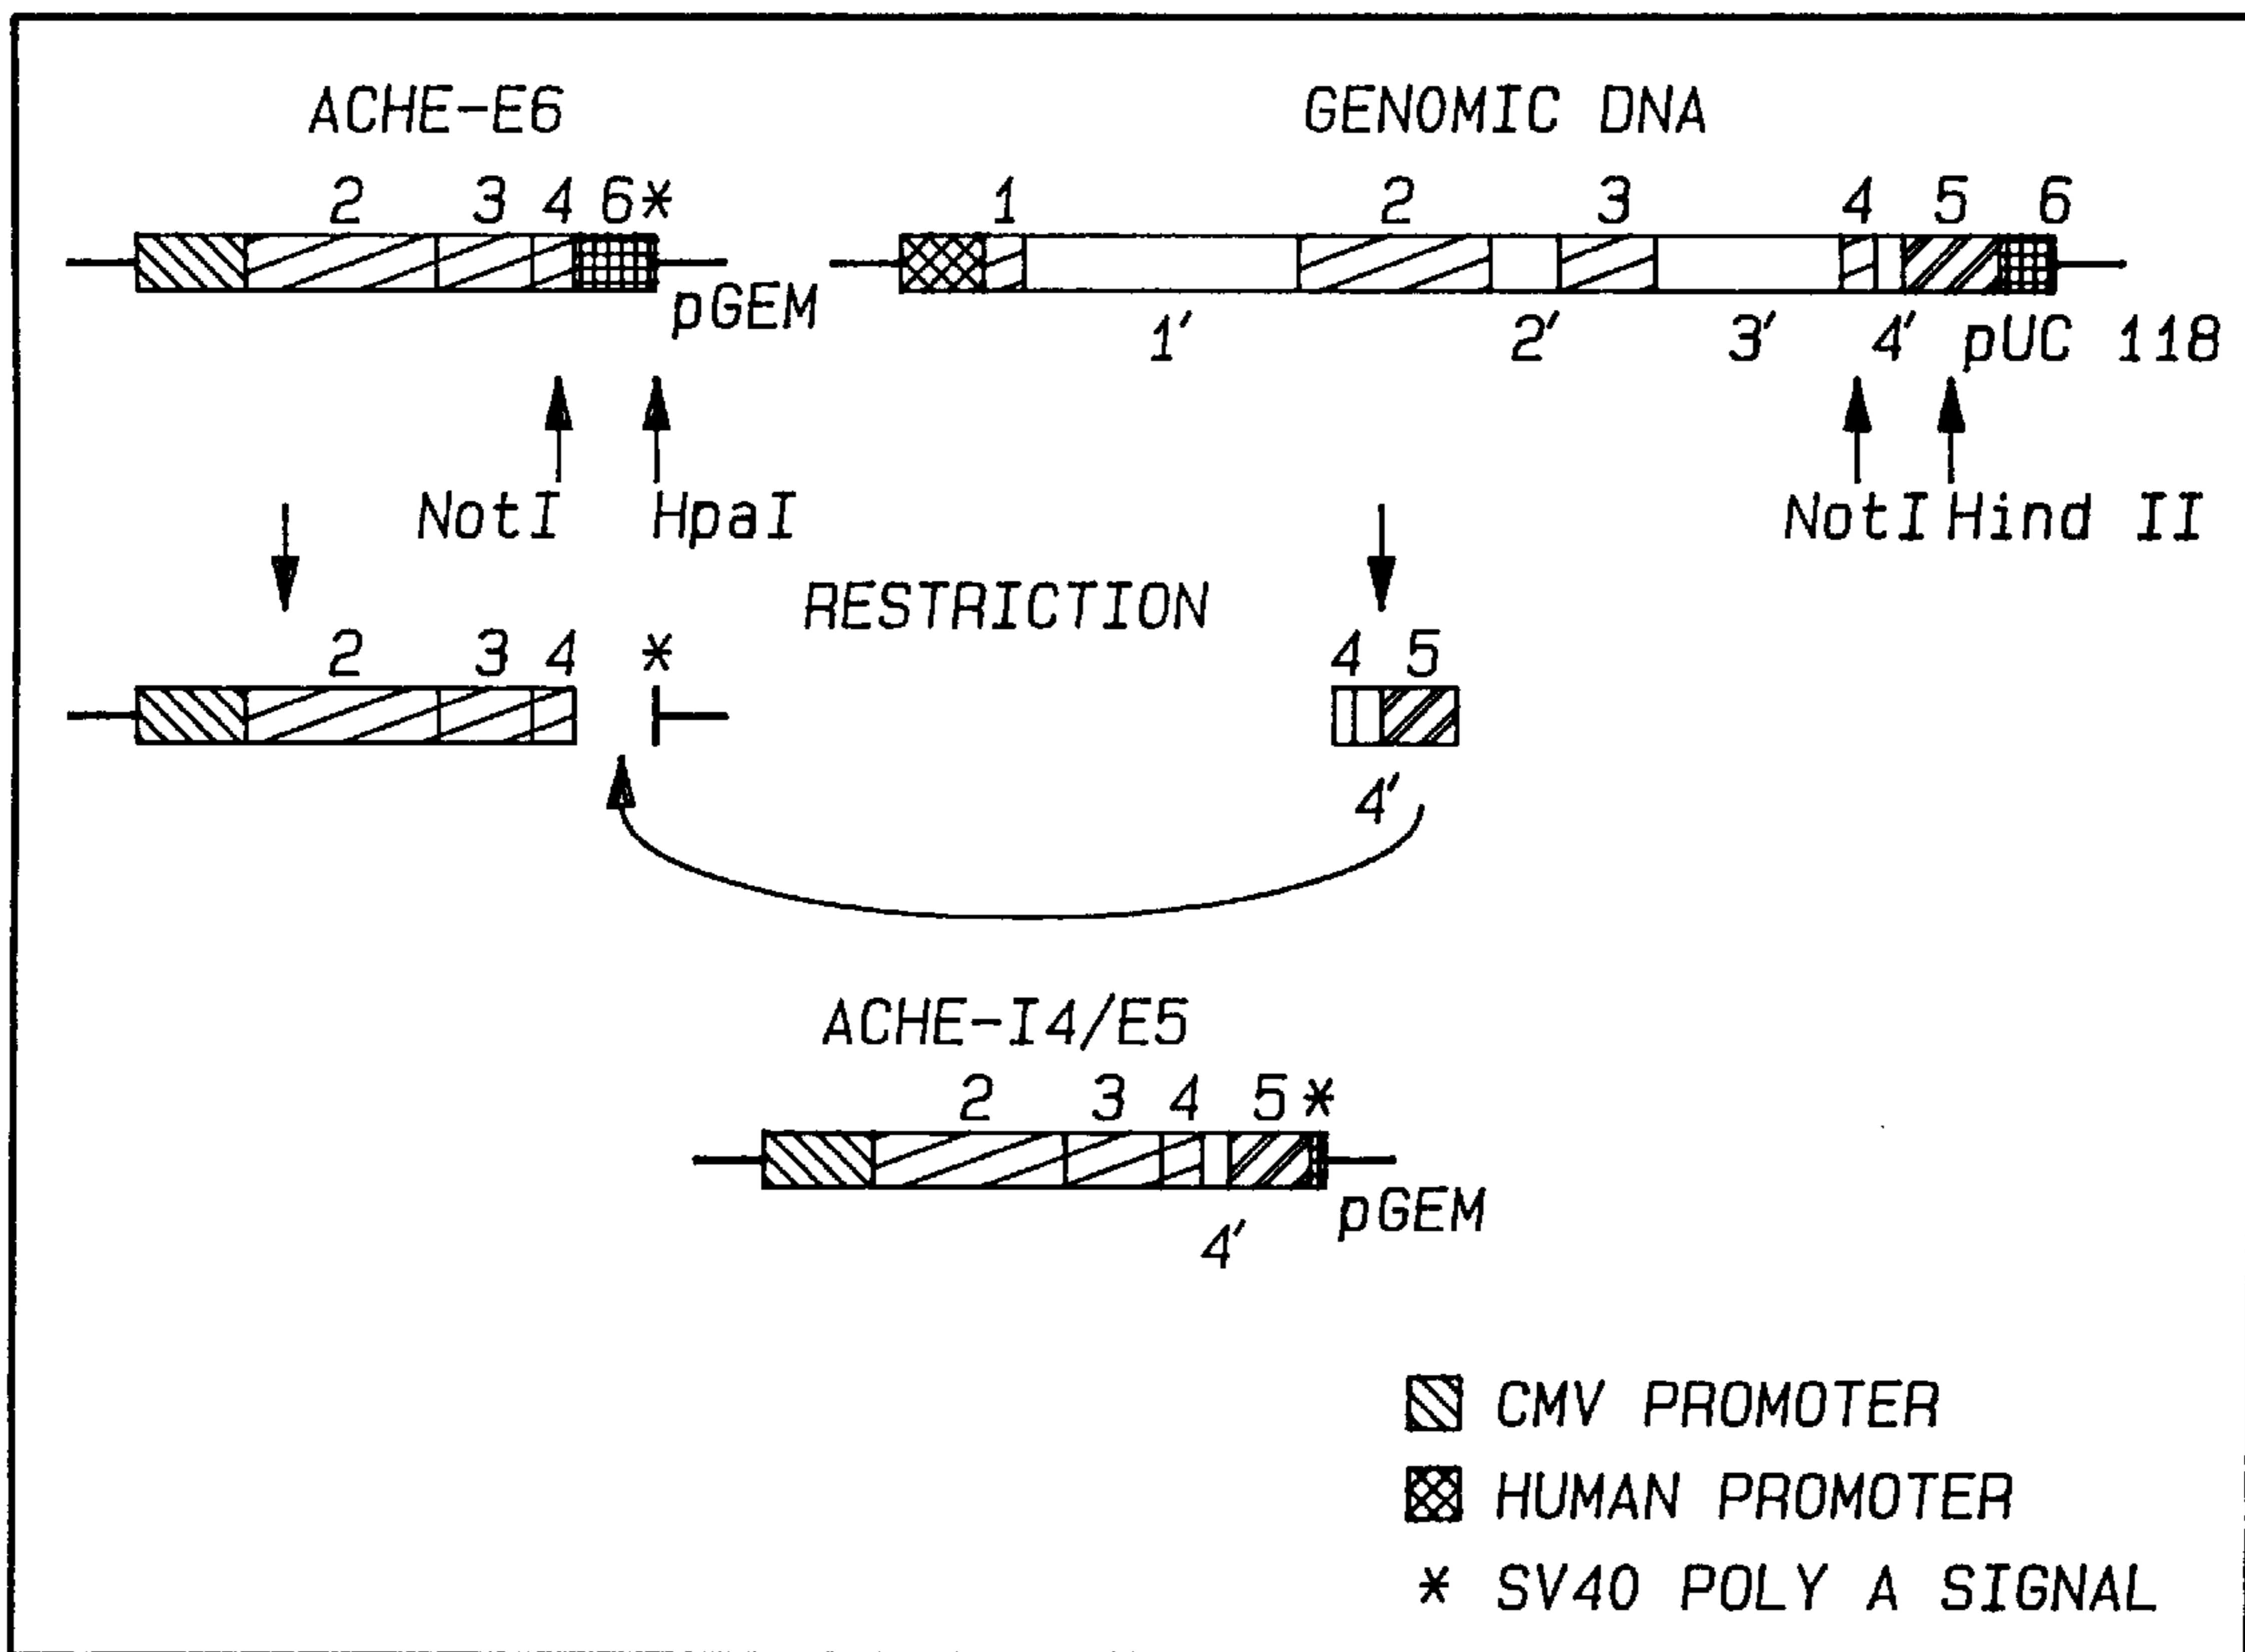 ACHE-E6
GENOMIC DNA
2 3 4 6*
1 2 3 4 5 6
pGEM
1' 2' 3' 4' pUC 118
NotI HpaI
NotI Hind II
RESTRICTION
2 3 4 *
4 5
4'
ACHE-I4/E5
2 3 4 5*
pGEM
4'
CMV PROMOTER
HUMAN PROMOTER
* SV40 POLY A SIGNAL